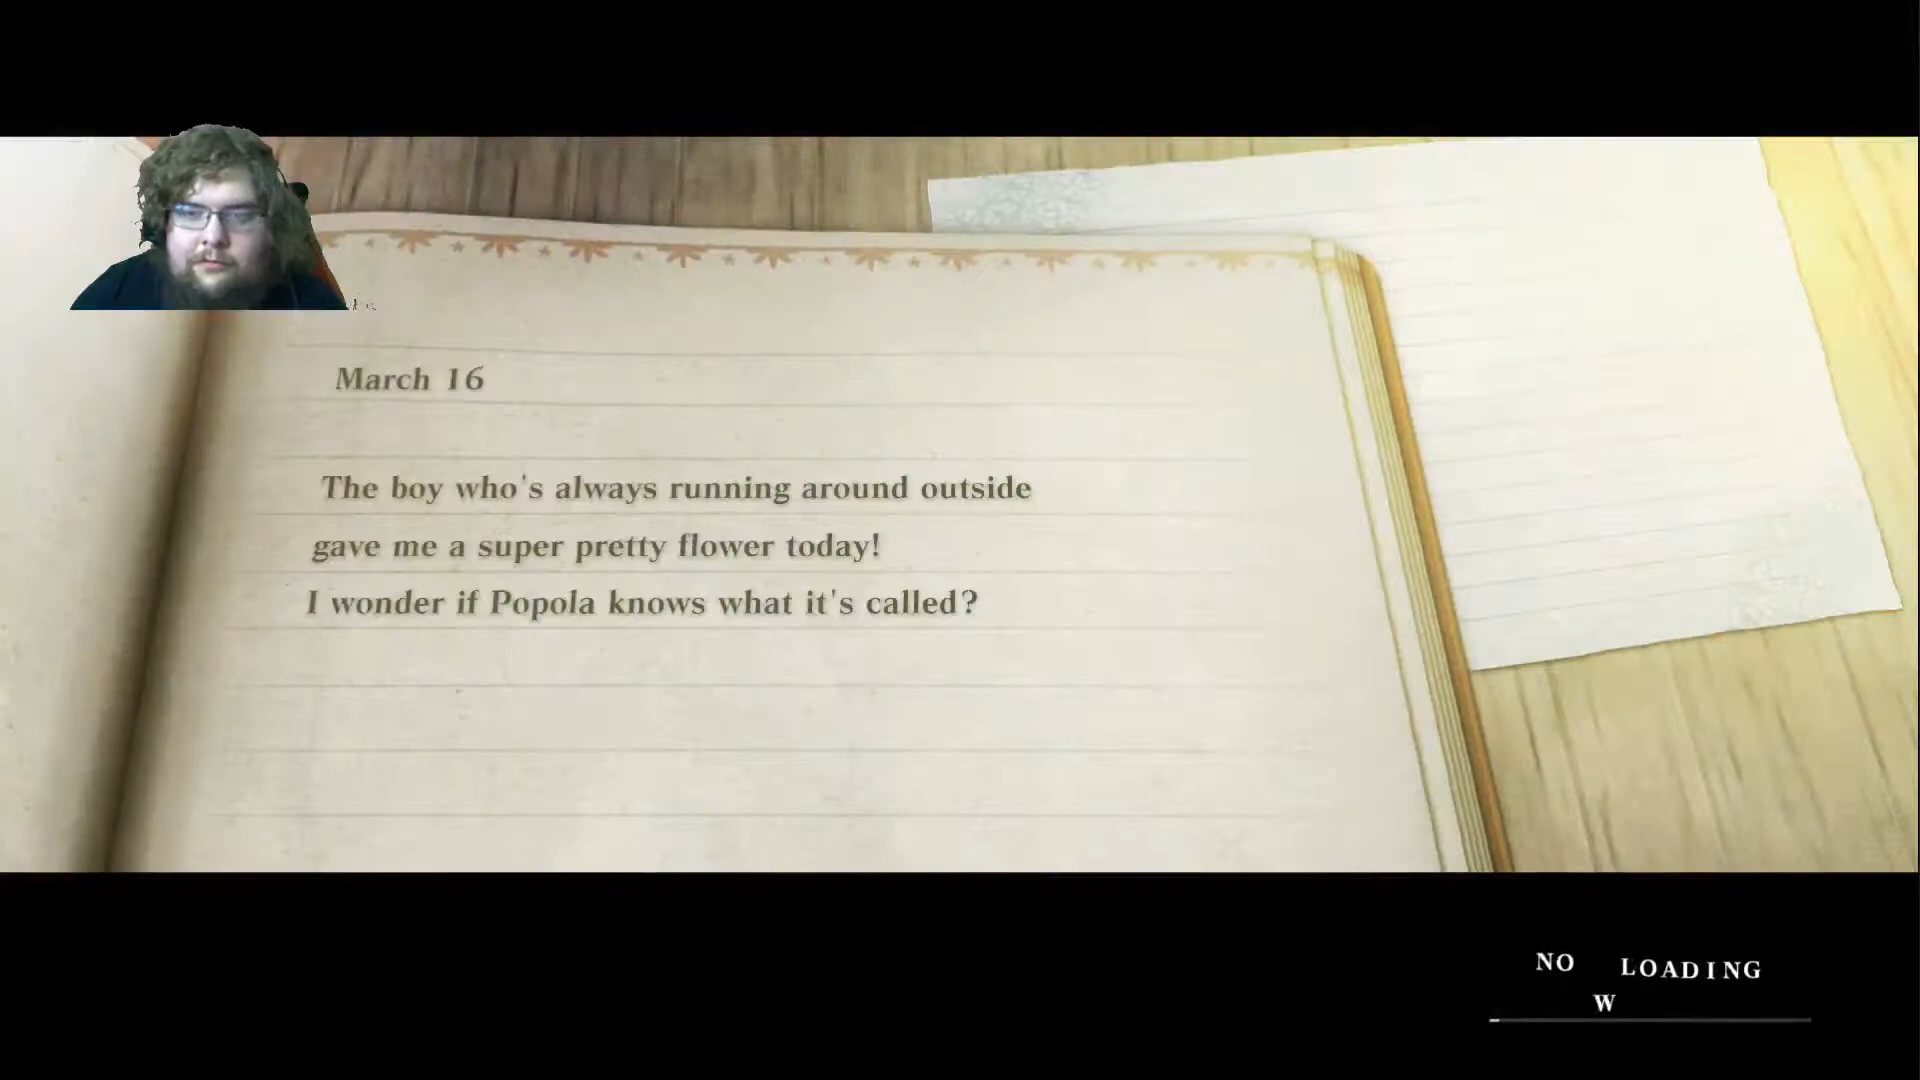 March 16
The boy who's always running around outside
gave me a super pretty flower today!
I wonder if Popola knows what it's called?
NOW LOADING